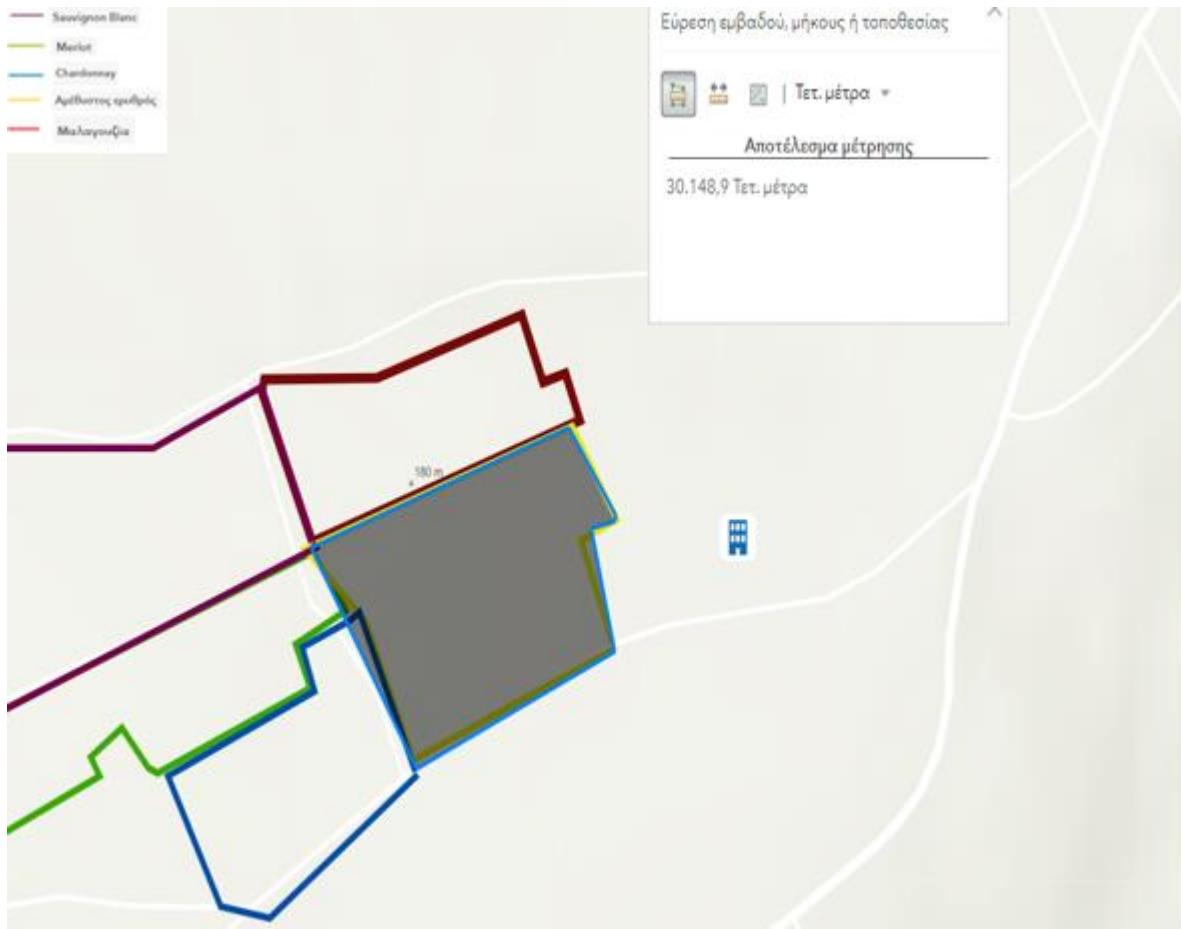 Sauvignon Blanc
Merlot
Chardonnay
Αμέθυστος ερυθρός
Μαλαγουζία
Εύρεση εμβαδού, μήκους ή τοποθεσίας
| Τετ. μέτρα
Αποτέλεσμα μέτρησης
30.148,9 Τετ. μέτρα
180 m